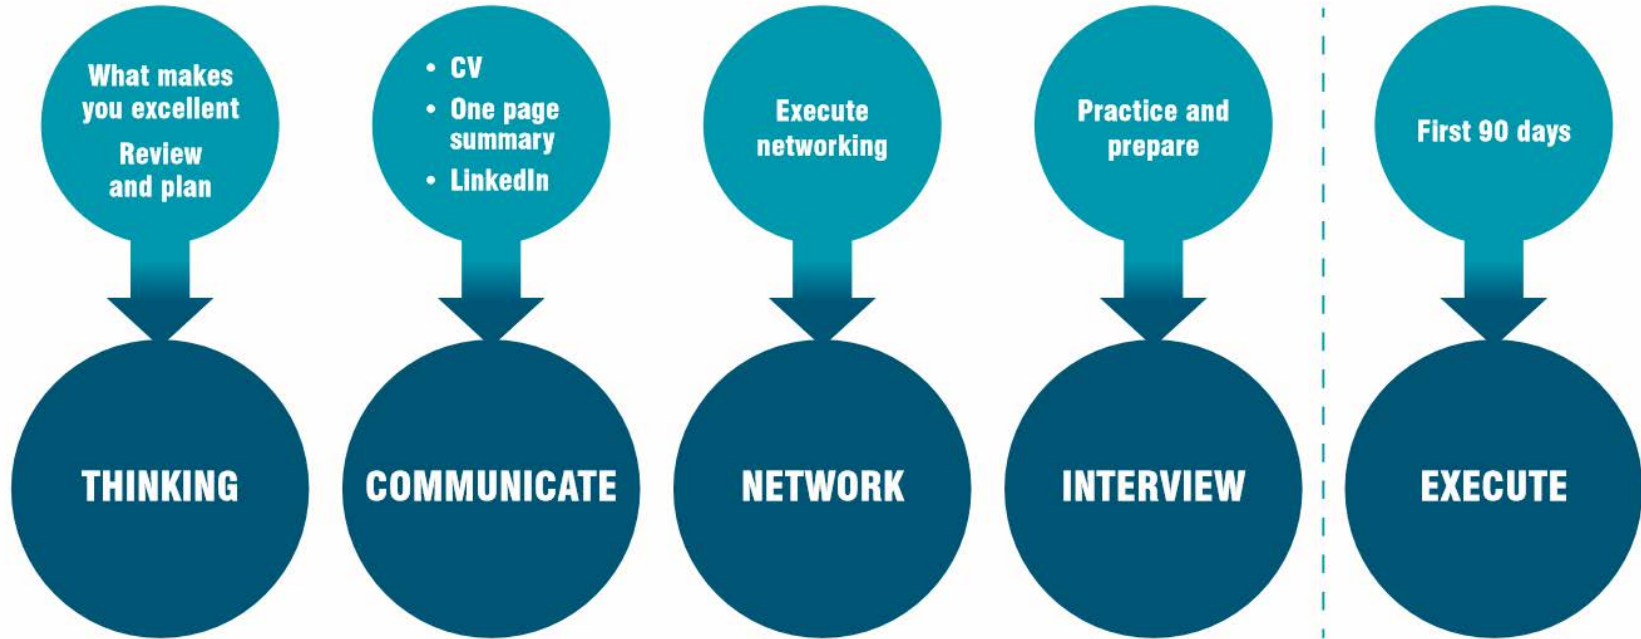 What makes
you excellent
Review
and plan
• CV
• One page
summary
• LinkedIn
Execute
networking
Practice and
prepare
First 90 days
THINKING
COMMUNICATE
NETWORK
INTERVIEW
EXECUTE